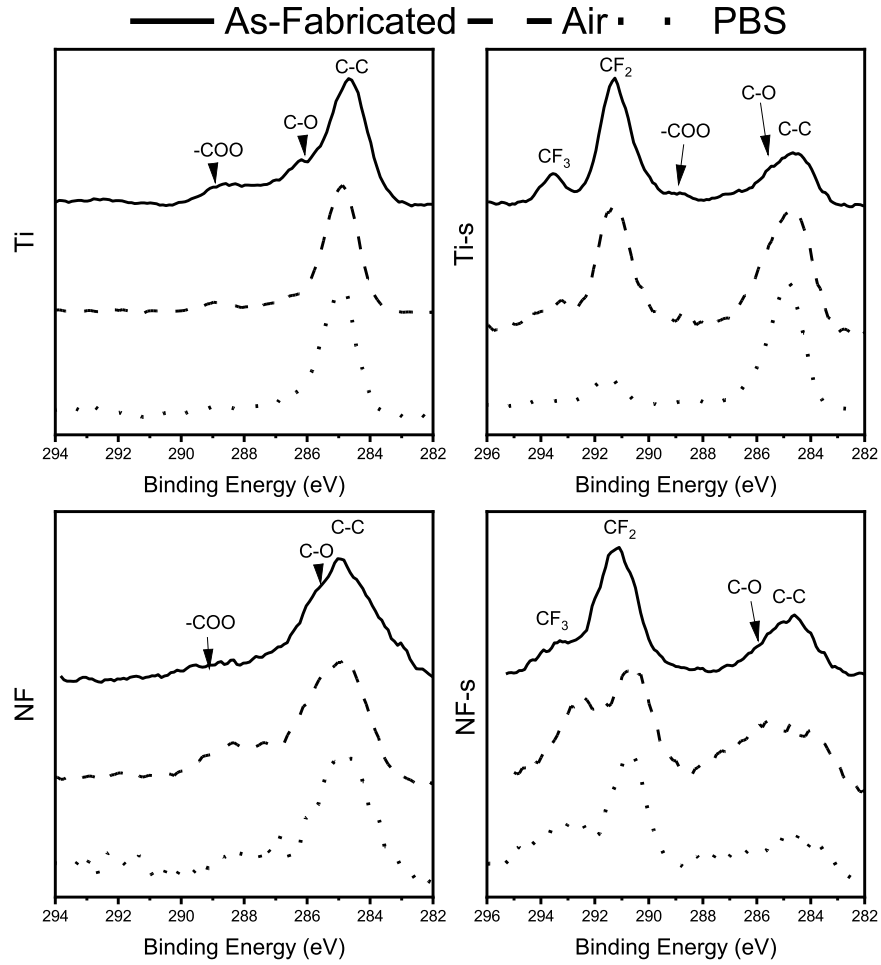 As-Fabricated Air PBS
C-C
C-O
-COO
Ti
294 292 290 288 286 284 282
Binding Energy (eV)
CF₂
C-O
-COO
C-C
CF₃
Ti-s
296 294 292 290 288 286 284 282
Binding Energy (eV)
C-C
C-O
-COO
NF
294 292 290 288 286 284 282
Binding Energy (eV)
CF₂
C-O
C-C
CF₃
NF-s
296 294 292 290 288 286 284 282
Binding Energy (eV)